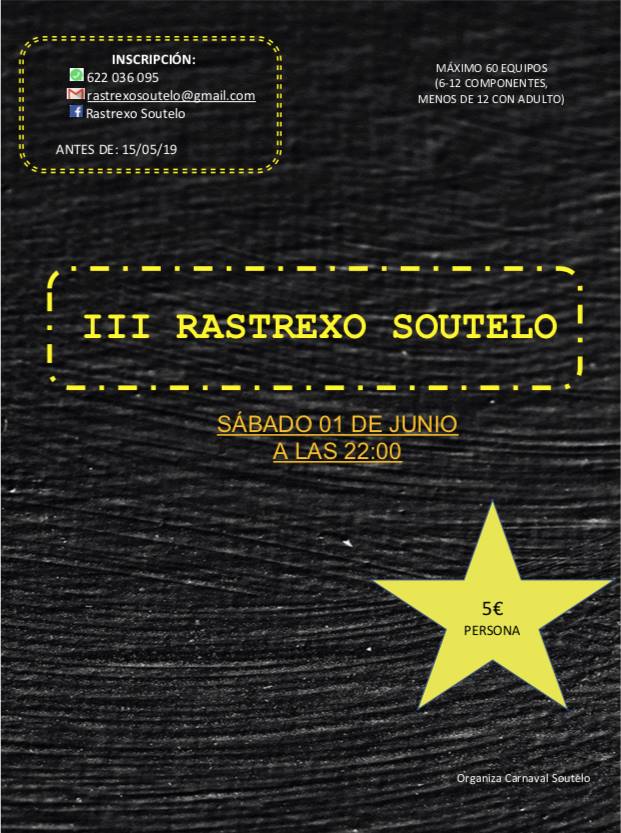 INSCRIPCIÓN:
622 036 095
rastrexosoutelo@gmail.com
Rastrexo Soutelo
ANTES DE: 15/05/19
MÁXIMO 60 EQUIPOS
(6-12 COMPONENTES,
MENOS DE 12 CON ADULTO)
III RASTREXO SOUTELO
SÁBADO 01 DE JUNIO
A LAS 22:00
5€
PERSONA
Organiza Carnaval Soutelo